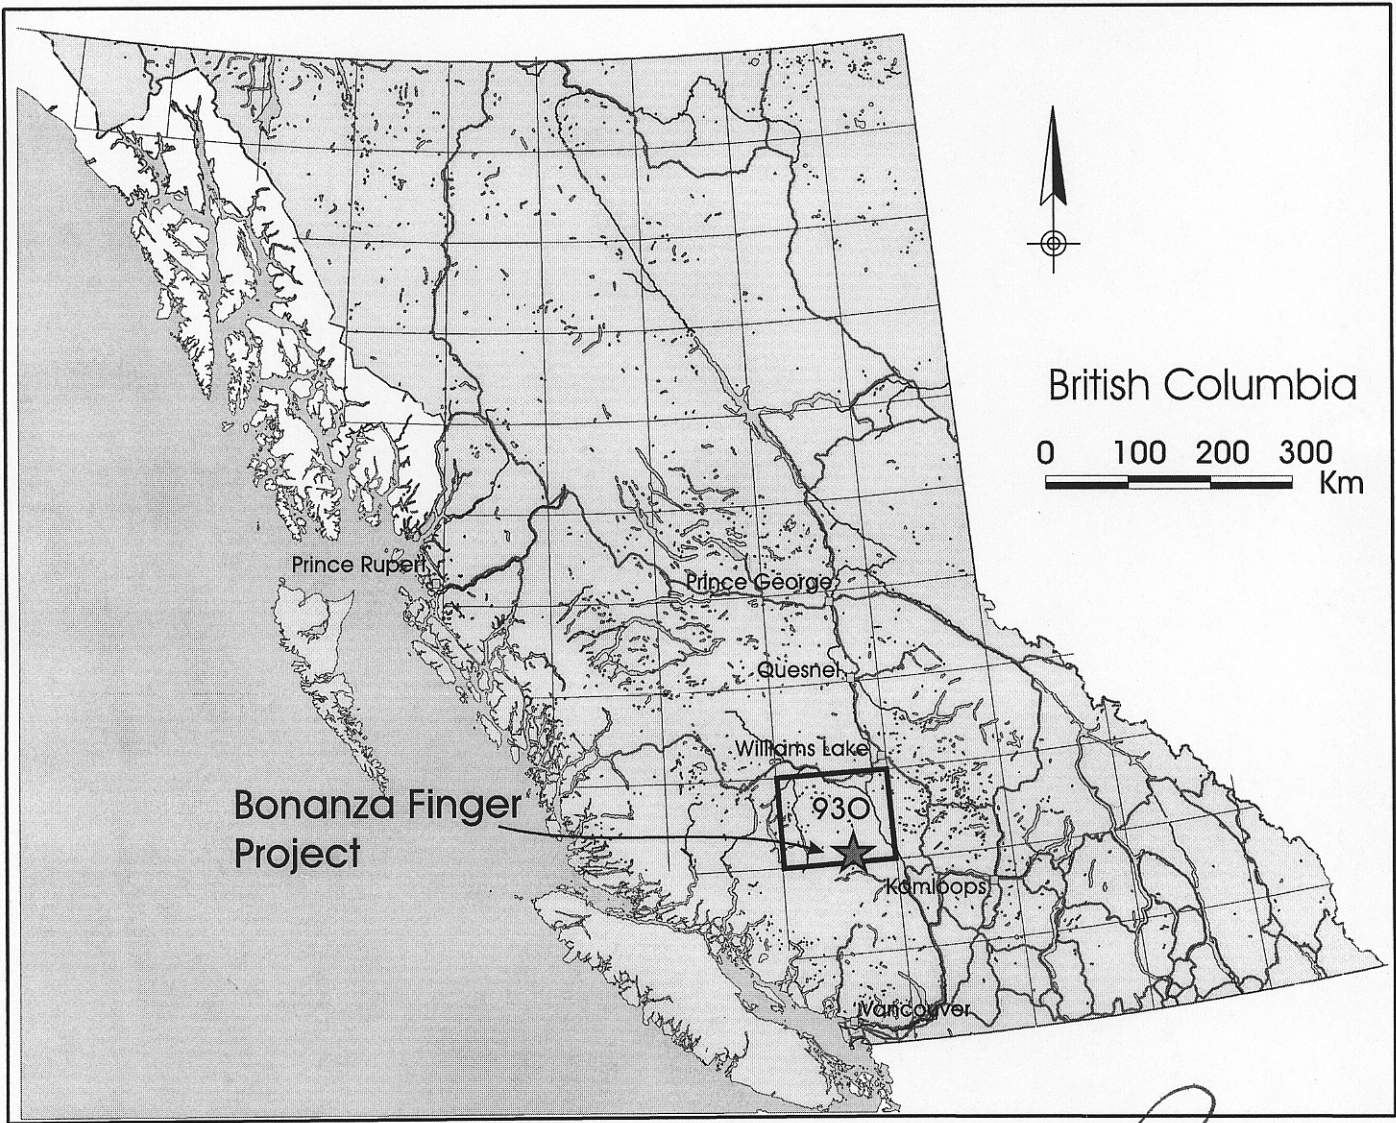 British Columbia
0 100 200 300
Km
Prince Rupert
Prince George
Quesnel
Williams Lake
Bonanza Finger
Project
93O
Kamloops
Vancouver